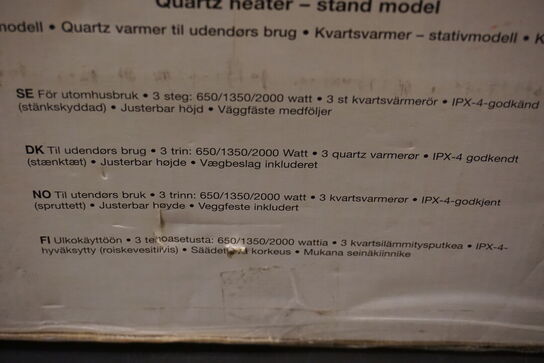 Quartz heater – stand model
modell • Quartz varmer til udendørs brug • Kvartsvarmer – stativmodell • K
SE För utomhusbruk • 3 steg: 650/1350/2000 watt • 3 st kvartsvärmerör • IPX-4-godkänd
(stänkskyddad) • Justerbar höjd • Väggfäste medföljer
DK Til udendørs brug • 3 trin: 650/1350/2000 Watt • 3 quartz varmerør • IPX-4 godkendt
(stænktæt) • Justerbar højde • Vægbeslag inkluderet
NO Til utendørs bruk • 3 trinn: 650/1350/2000 watt • 3 kvartsvarmerør • IPX-4-godkjent
(spruttett) • Justerbar høyde • Veggfeste inkludert
FI Ulkokäyttöön • 3 tehoasetusta: 650/1350/2000 wattia • 3 kvartsilämmitysputkea • IPX-4-
hyväksytty (roiskevesitiivis) • korkeus • Mukana seinäkiinnike